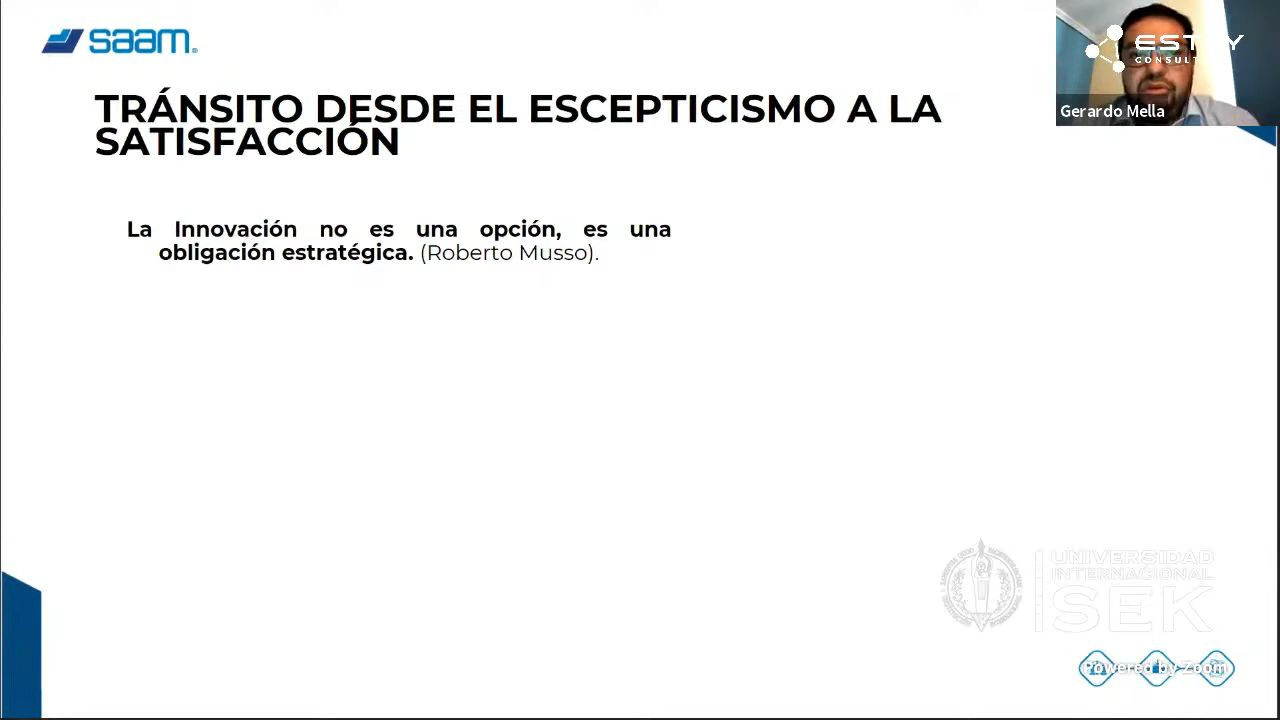 saam
TRÁNSITO DESDE EL ESCEPTICISMO A LA
SATISFACCIÓN
La Innovación no es una opción, es una
obligación estratégica. (Roberto Musso).
Gerardo Mella
UNIVERSIDAD
INTERNACIONAL
SEK
Powered by Zoom